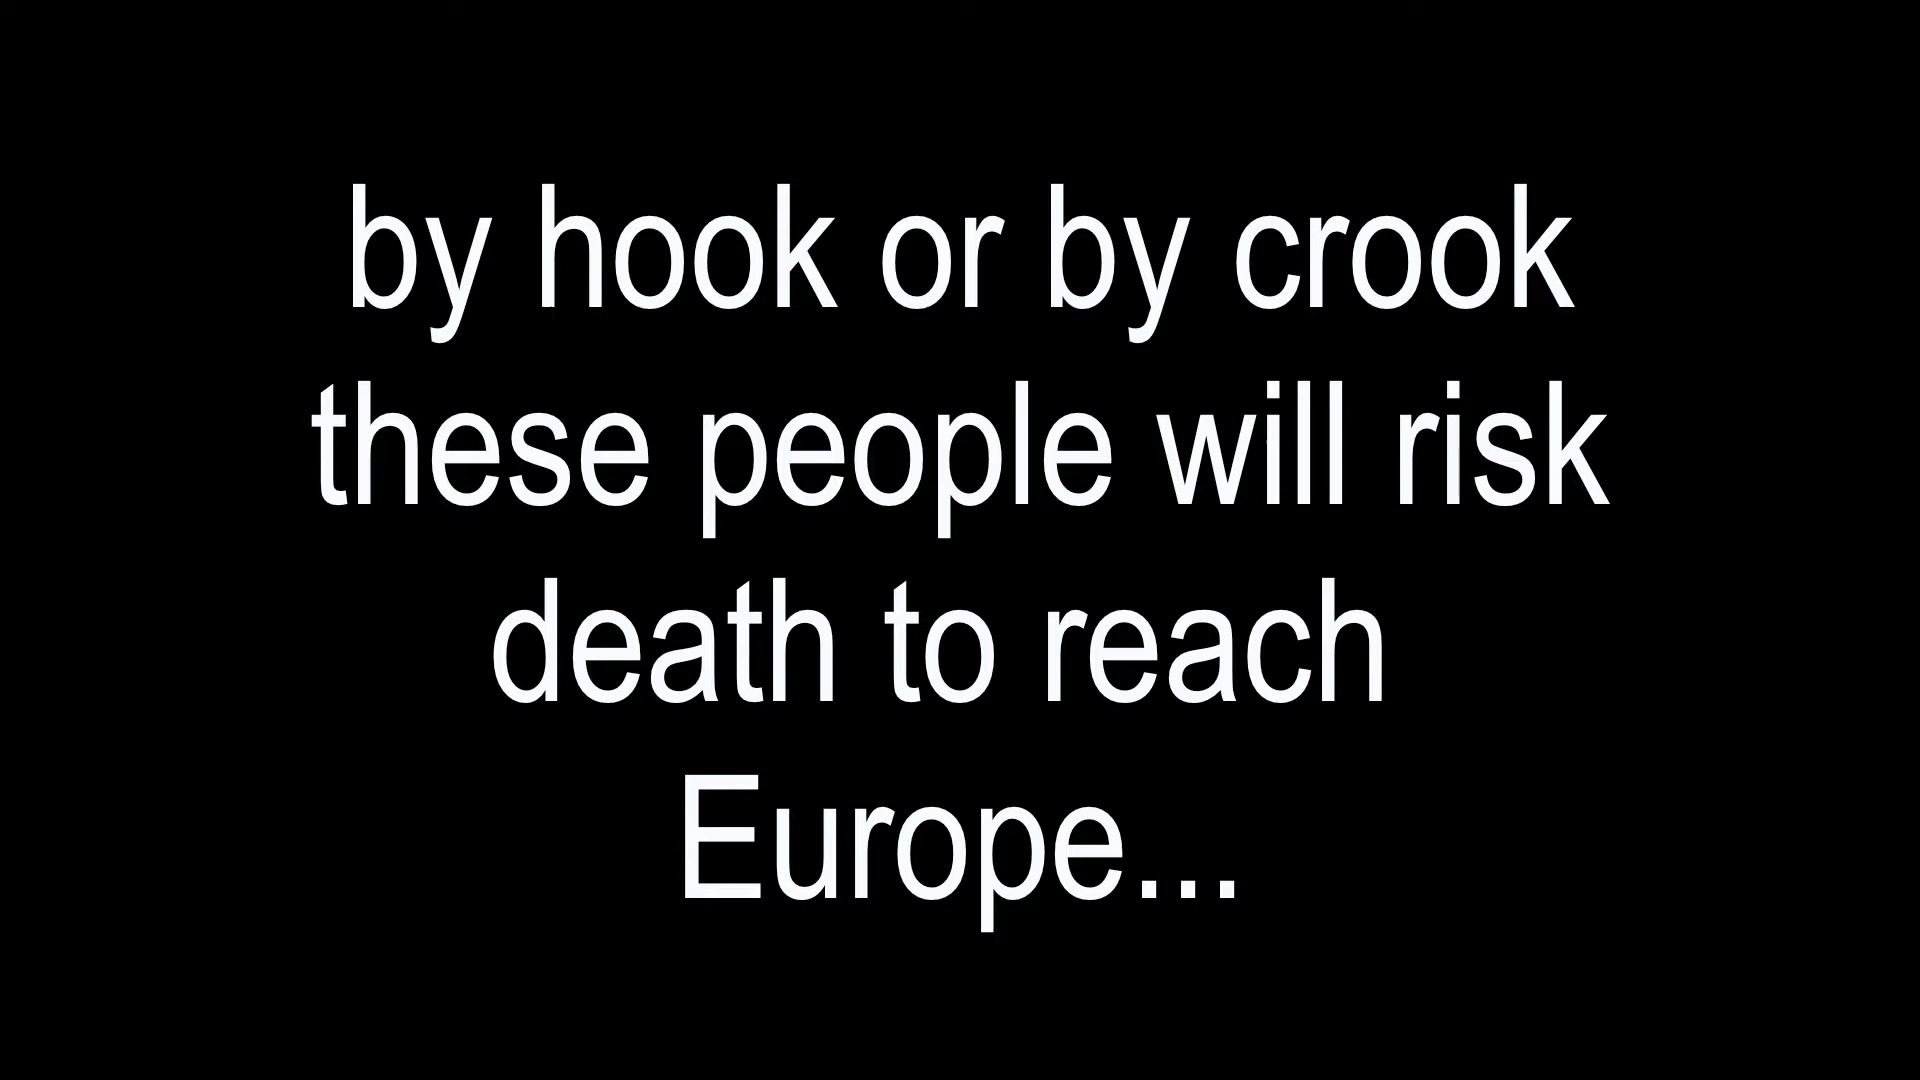 by hook or by crook
these people will risk
death to reach
Europe...